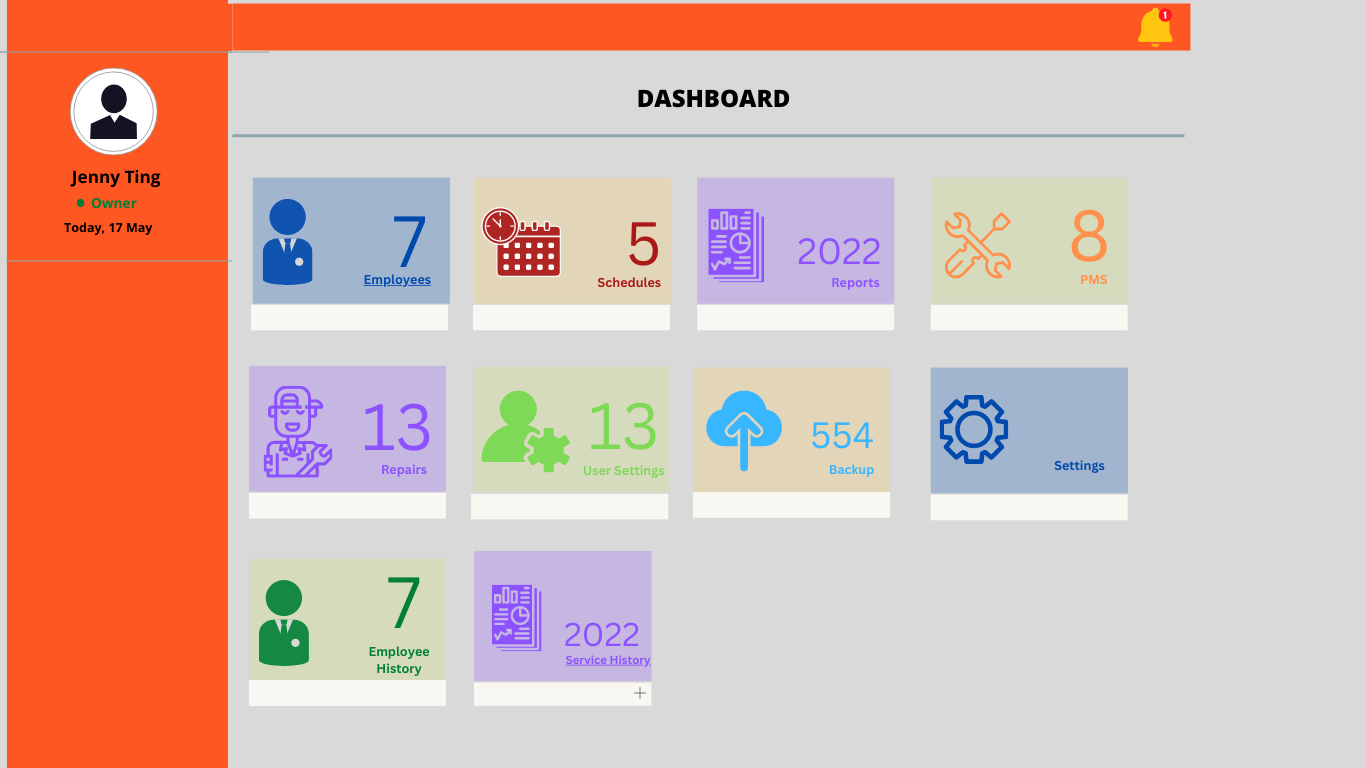 1
DASHBOARD
Jenny Ting
Owner
Today, 17 May
7
Employees
5
Schedules
2022
Reports
8
PMS
13
Repairs
13
User Settings
554
Backup
Settings
7
Employee
History
2022
Service History